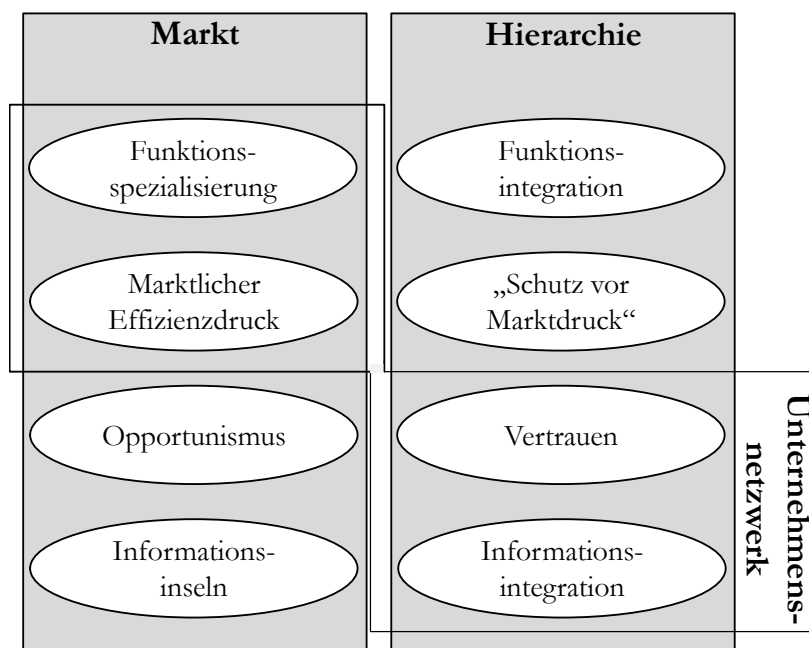 Markt
Hierarchie
Funktions-
spezialisierung
Funktions-
integration
Marktlicher
Effizienzdruck
„Schutz vor
Marktdruck“
Opportunismus
Vertrauen
Informations-
inseln
Informations-
integration
Unternehmens-
netzwerk